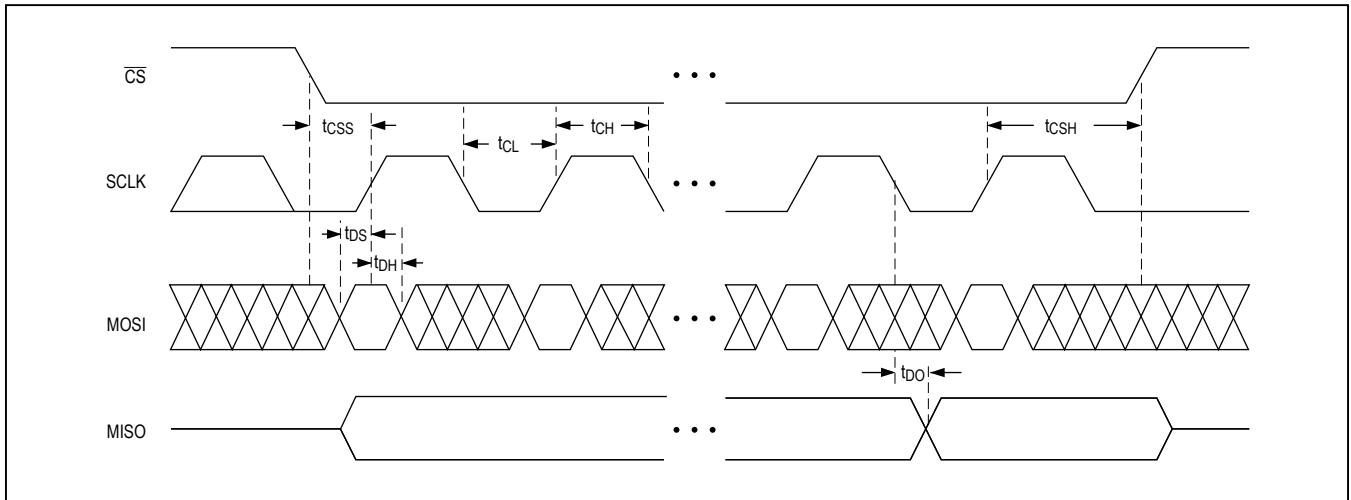 CS
tCSS
tCL
tCH
tCSH
SCLK
tDS
tDH
MOSI
tDO
MISO